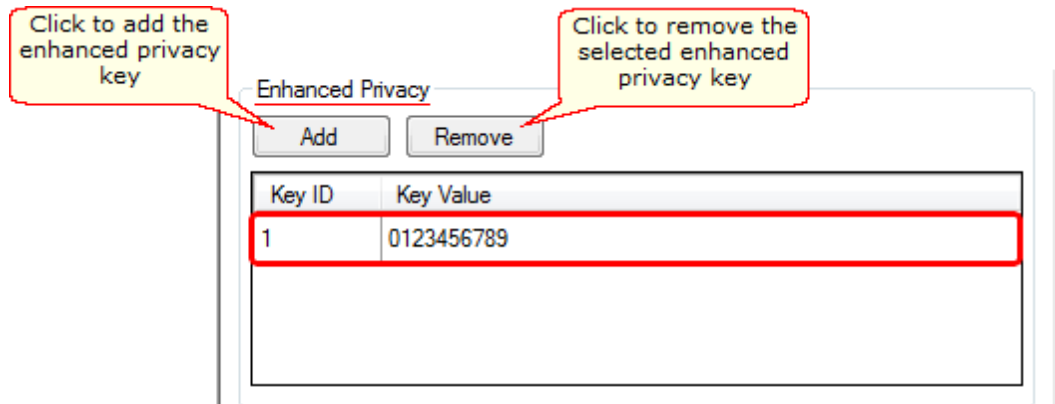 Click to add the
enhanced privacy
key
Click to remove the
selected enhanced
privacy key
Enhanced Privacy
Add
Remove
Key ID
Key Value
1
0123456789